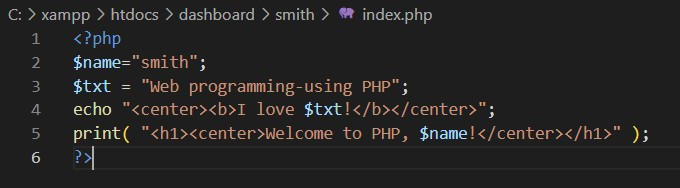 C: > xampp > htdocs > dashboard > smith > index.php
1 <?php
2 $name="smith";
3 $txt = "Web programming-using PHP";
4 echo "<center><b>I love $txt!</b></center>";
5 print( "<h1><center>Welcome to PHP, $name!</center></h1>" );
6 ?>